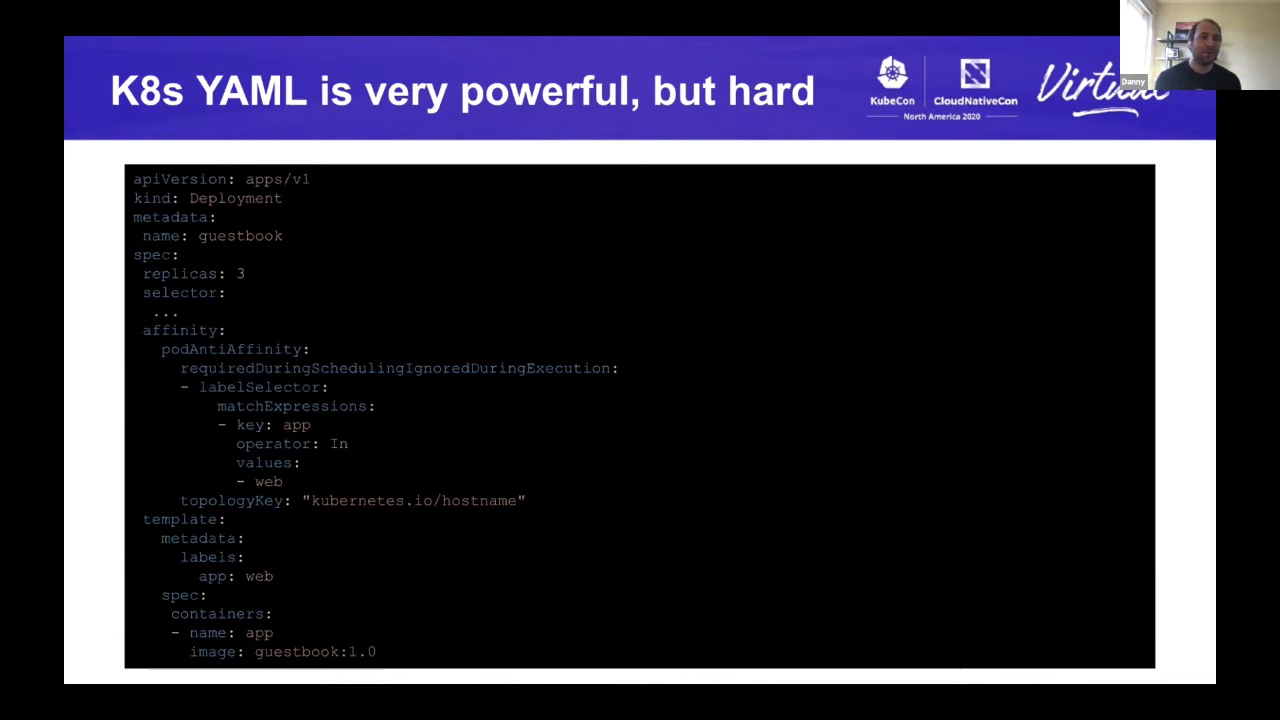 K8s YAML is very powerful, but hard
KubeCon
CloudNativeCon
North America 2020
Virtual
Danny
apiVersion: apps/v1
kind: Deployment
metadata:
 name: guestbook
spec:
 replicas: 3
 selector:
  ...
 affinity:
   podAntiAffinity:
     requiredDuringSchedulingIgnoredDuringExecution:
     - labelSelector:
         matchExpressions:
         - key: app
           operator: In
           values:
           - web
     topologyKey: "kubernetes.io/hostname"
 template:
   metadata:
     labels:
       app: web
   spec:
    containers:
    - name: app
      image: guestbook:1.0